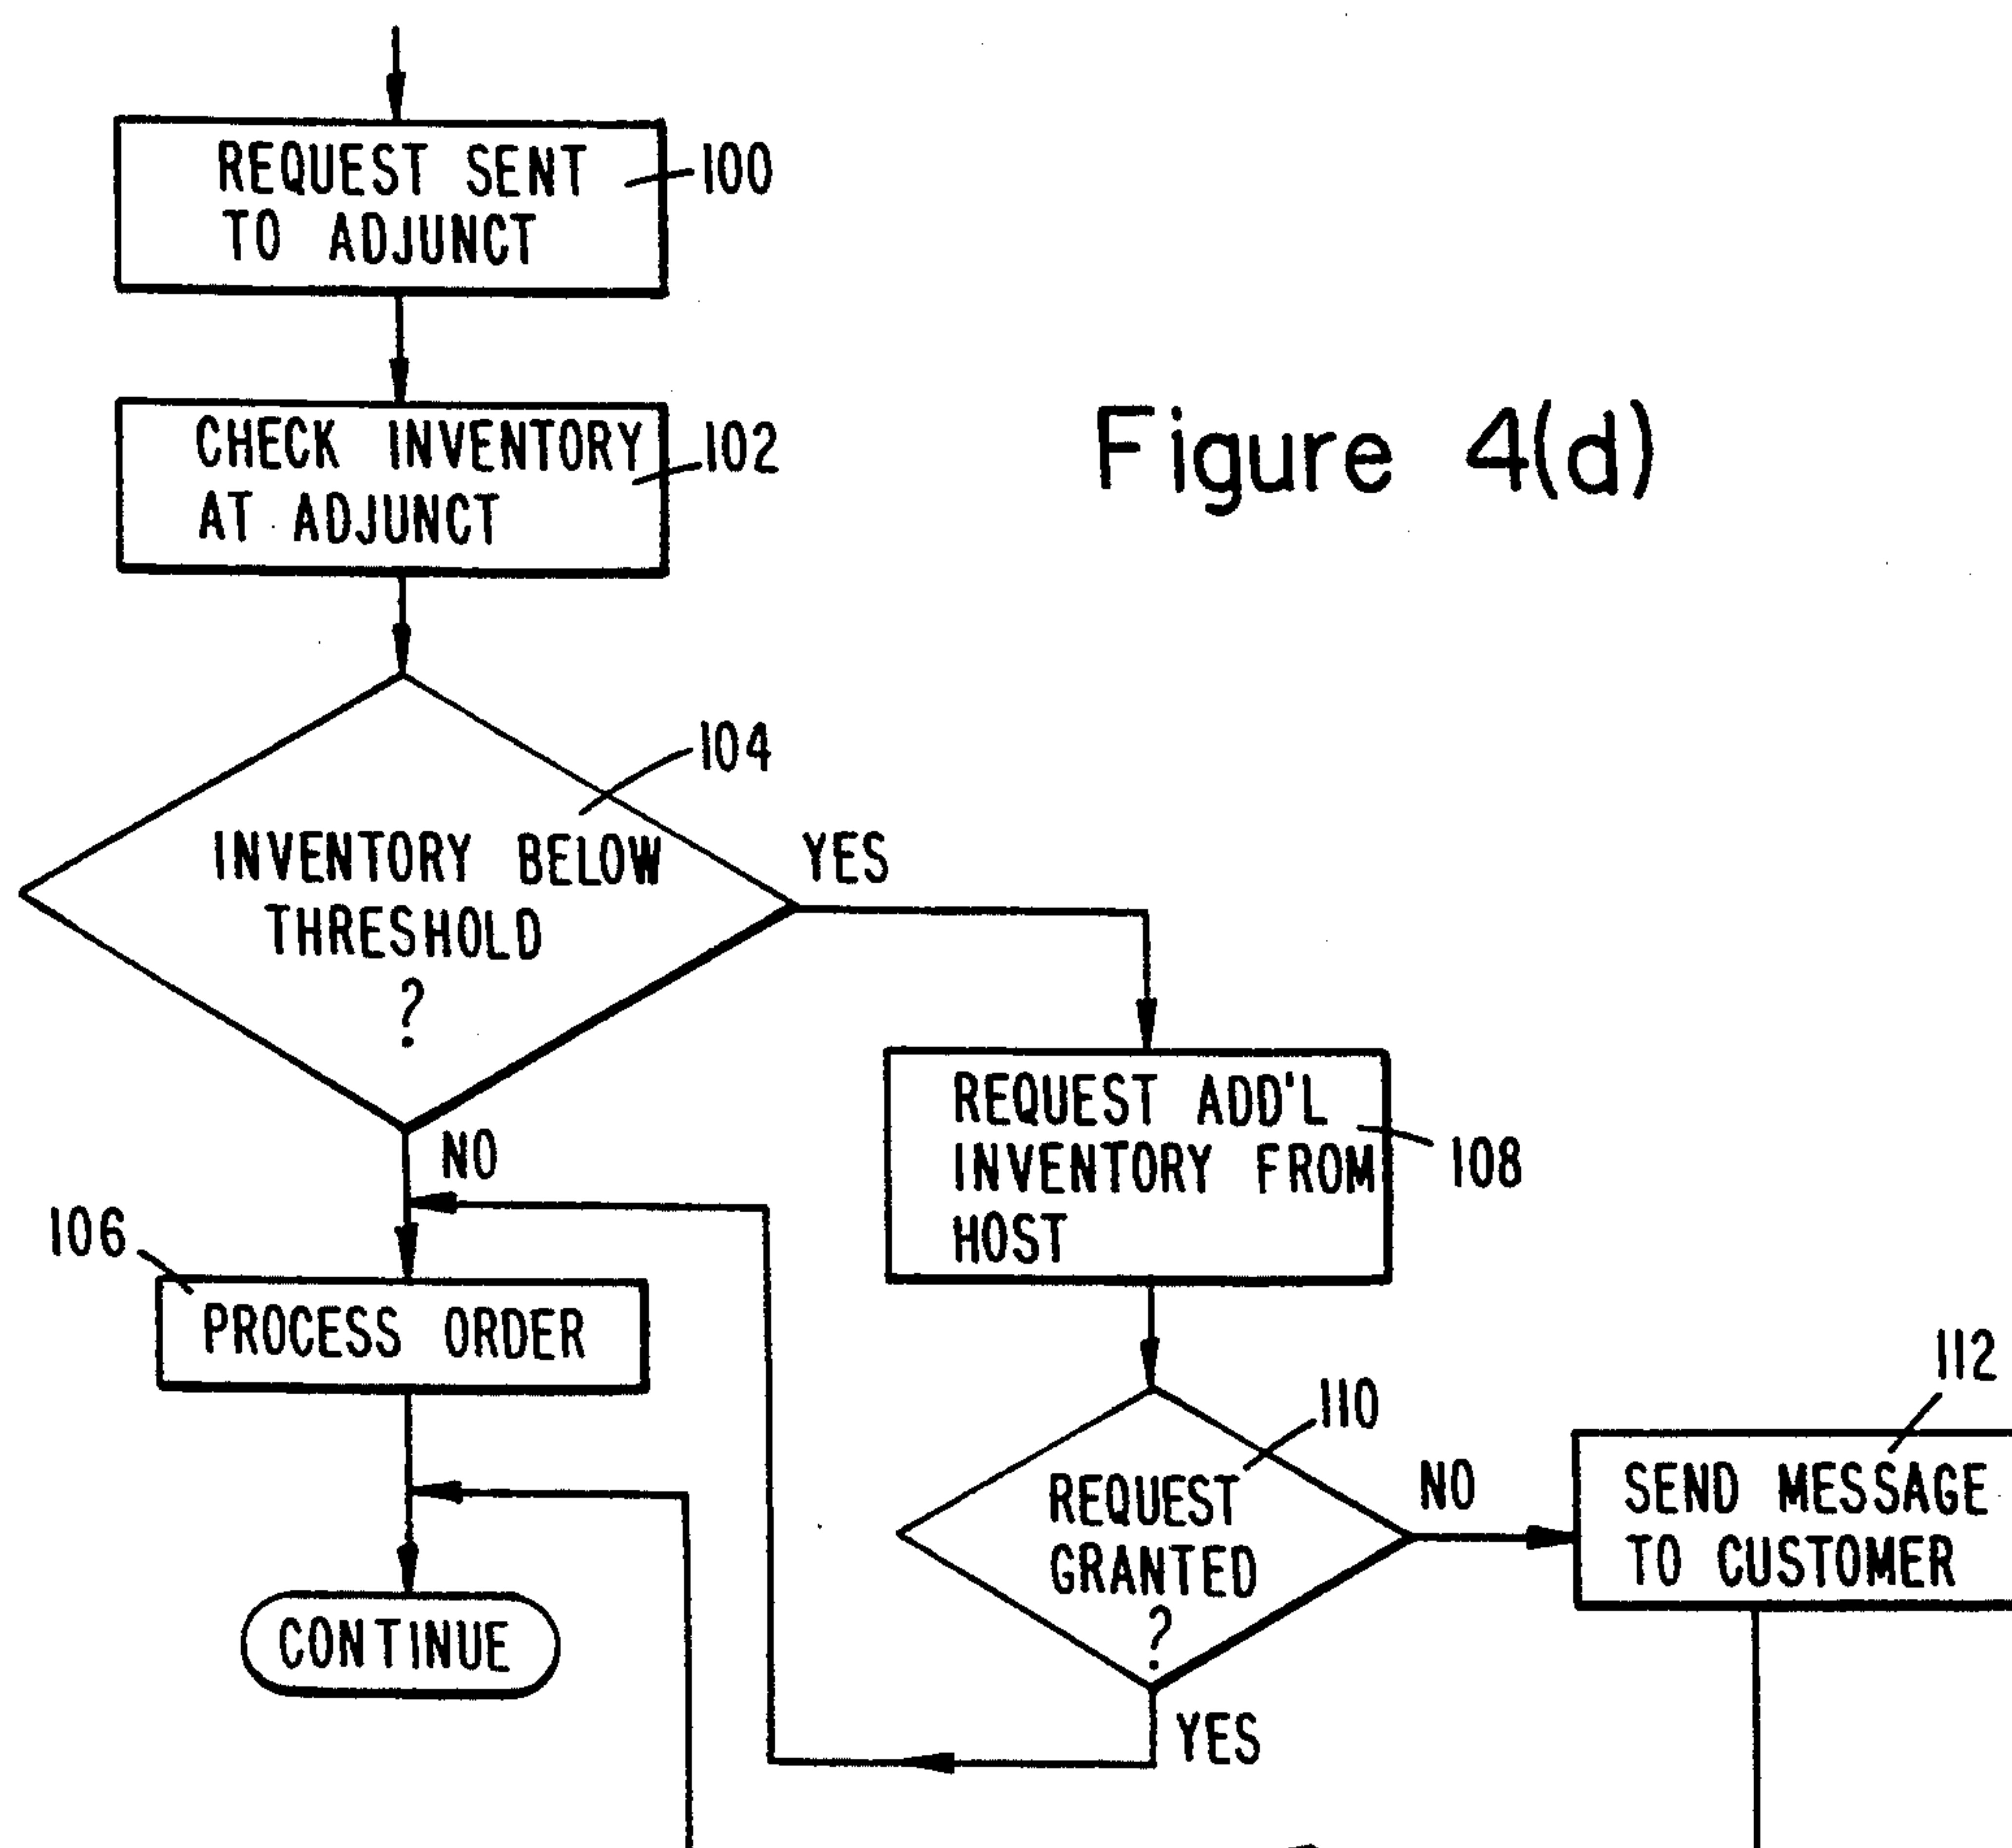 REQUEST SENT
TO ADJUNCT
100
CHECK INVENTORY
AT ADJUNCT
102
Figure 4(d)
104
INVENTORY BELOW
THRESHOLD
?
YES
NO
REQUEST ADD'L
INVENTORY FROM
HOST
108
106
PROCESS ORDER
110
REQUEST
GRANTED
?
NO
112
SEND MESSAGE
TO CUSTOMER
CONTINUE
YES